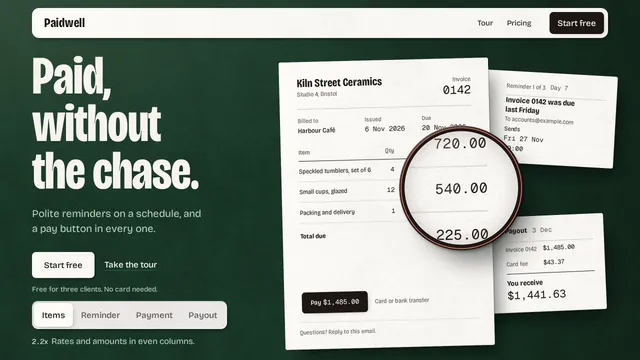 Paidwell
Tour
Pricing
Start free
Paid,
without
the chase.
Polite reminders on a schedule, and
a pay button in every one.
Start free
Take the tour
Free for three clients. No card needed.
Items
Reminder
Payment
Payout
2.2x Rates and amounts in even columns.
Kiln Street Ceramics
Studio 4, Bristol
Invoice
0142
Billed to
Harbour Café
Issued
6 Nov 2026
Due
20 Nov 2026
Item
Qty
Speckled tumblers, set of 6
4
720.00
Small cups, glazed
12
540.00
Packing and delivery
1
225.00
Total due
Pay $1,485.00
Card or bank transfer
Questions? Reply to this email.
Reminder 1 of 3 Day 7
Invoice 0142 was due
last Friday
To accounts@example.com
Sends
Fri 27 Nov
:00
Payout 3 Dec
Invoice 0142 $1,485.00
Card fee $43.37
You receive
$1,441.63